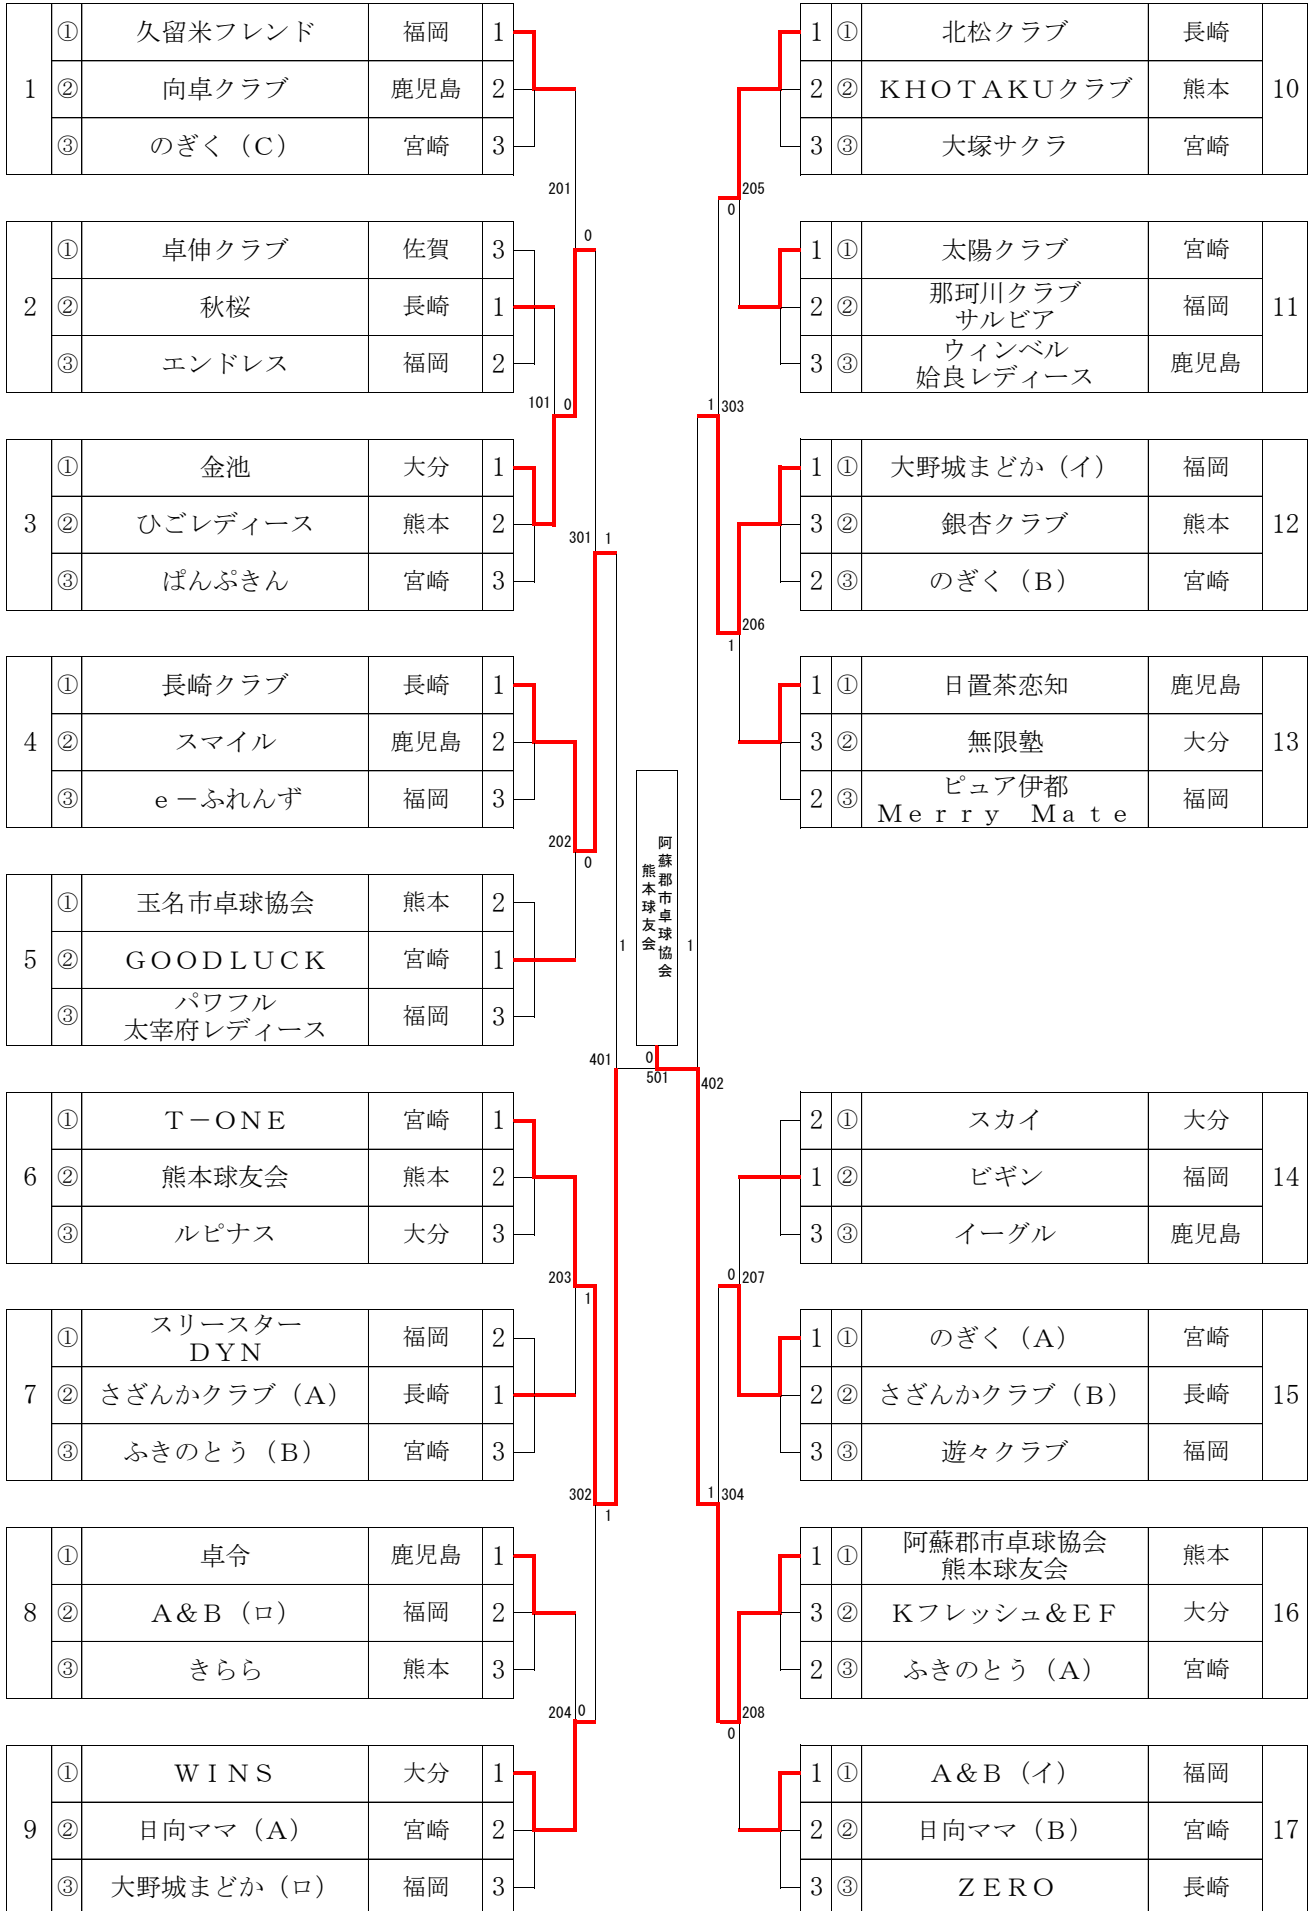 1
① 久留米フレンド 福岡 1
② 向卓クラブ 鹿児島 2
③ のぎく（C） 宮崎 3
201
0
2
① 卓伸クラブ 佐賀 3
② 秋桜 長崎 1
③ エンドレス 福岡 2
101 0
3
① 金池 大分 1
② ひごレディース 熊本 2
③ ぱんぷきん 宮崎 3
301 1
4
① 長崎クラブ 長崎 1
② スマイル 鹿児島 2
③ e－ふれんず 福岡 3
202
0
5
① 玉名市卓球協会 熊本 2
② GOODLUCK 宮崎 1
③ パワフル
太宰府レディース 福岡 3
1
401
6
① T－ONE 宮崎 1
② 熊本球友会 熊本 2
③ ルピナス 大分 3
203
1
7
① スリースター
DYN 福岡 2
② さざんかクラブ（A） 長崎 1
③ ふきのとう（B） 宮崎 3
302
1
8
① 卓令 鹿児島 1
② A＆B（ロ） 福岡 2
③ きらら 熊本 3
204 0
9
① WINS 大分 1
② 日向ママ（A） 宮崎 2
③ 大野城まどか（ロ） 福岡 3
阿蘇郡市卓球協会
熊本球友会
0
501
1 ① 北松クラブ 長崎
2 ② KHOTAKUクラブ 熊本
3 ③ 大塚サクラ 宮崎
10
205
0
1 ① 太陽クラブ 宮崎
2 ② 那珂川クラブ
サルビア 福岡
3 ③ ウィンベル
姶良レディース 鹿児島
11
1 303
1 ① 大野城まどか（イ） 福岡
3 ② 銀杏クラブ 熊本
2 ③ のぎく（B） 宮崎
12
206
1
1 ① 日置茶恋知 鹿児島
3 ② 無限塾 大分
2 ③ ピュア伊都
Merry Mate 福岡
13
1
402
2 ① スカイ 大分
1 ② ビギン 福岡
3 ③ イーグル 鹿児島
14
0 207
1 ① のぎく（A） 宮崎
2 ② さざんかクラブ（B） 長崎
3 ③ 遊々クラブ 福岡
15
1 304
1 ① 阿蘇郡市卓球協会
熊本球友会 熊本
3 ② Kフレッシュ＆EF 大分
2 ③ ふきのとう（A） 宮崎
16
208
0
1 ① A＆B（イ） 福岡
2 ② 日向ママ（B） 宮崎
3 ③ ZERO 長崎
17